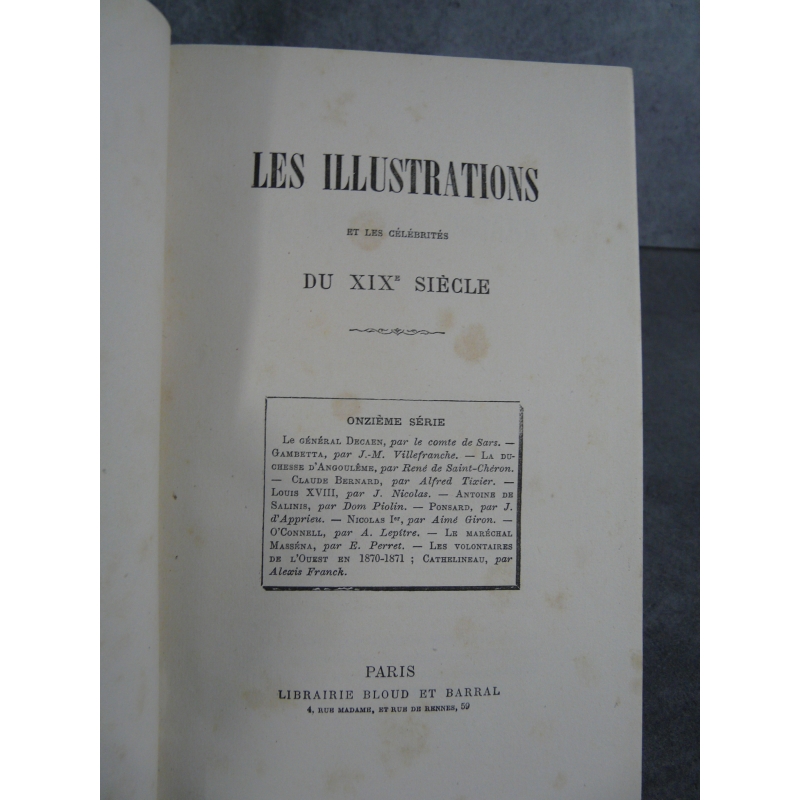 LES ILLUSTRATIONS
ET LES CÉLÉBRITÉS
DU XIXE SIÈCLE
ONZIÈME SÉRIE
LE GÉNÉRAL DECAEN, par le comte de Sars. —
GAMBETTA, par J.-M. Villefranche. — LA DU-
CHESSE D'ANGOULÊME, par René de Saint-Chéron.
— CLAUDE BERNARD, par Alfred Tixier. —
LOUIS XVIII, par J. Nicolas. — ANTOINE DE
SALINIS, par Dom Piolin. — PONSARD, par J.
d'Apprieu. — NICOLAS Ier, par Aimé Giron. —
O'CONNELL, par A. Lepitre. — LE MARÉCHAL
MASSÉNA, par E. Perret. — LES VOLONTAIRES
DE L'OUEST EN 1870-1871 ; CATHELINEAU, par
Alexis Franck.
PARIS
LIBRAIRIE BLOUD ET BARRAL
4, RUE MADAME, ET RUE DE RENNES, 59